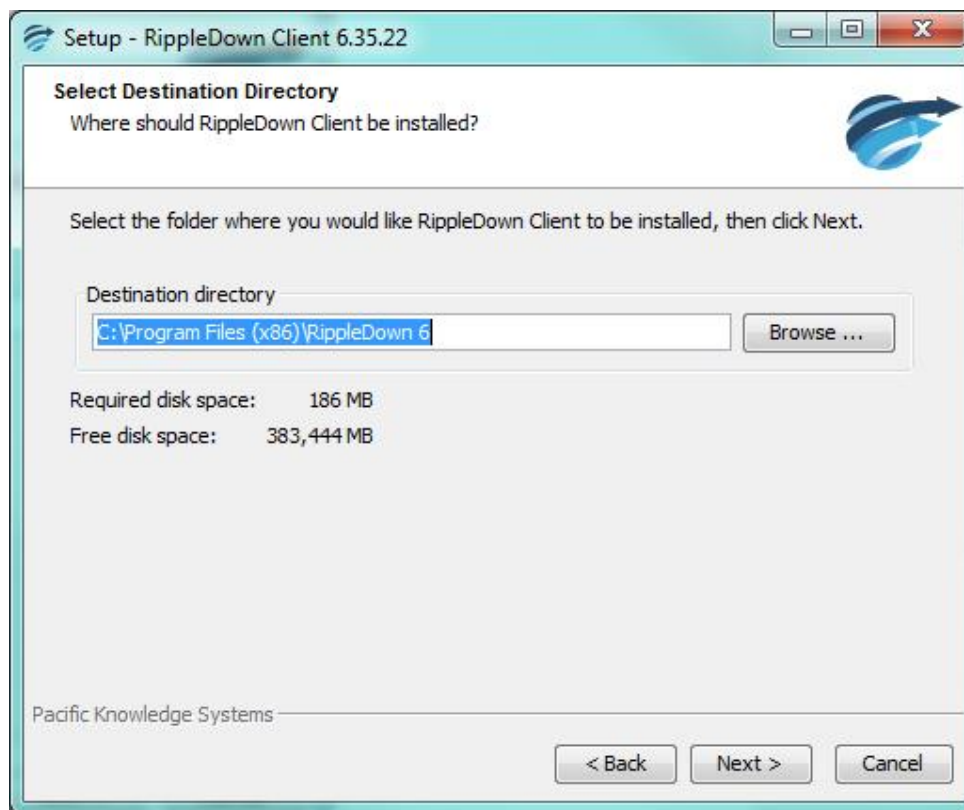 Setup - RippleDown Client 6.35.22
Select Destination Directory
Where should RippleDown Client be installed?
Select the folder where you would like RippleDown Client to be installed, then click Next.
Destination directory
C:\Program Files (x86)\RippleDown 6
Browse ...
Required disk space: 186 MB
Free disk space: 383,444 MB
Pacific Knowledge Systems
< Back Next > Cancel